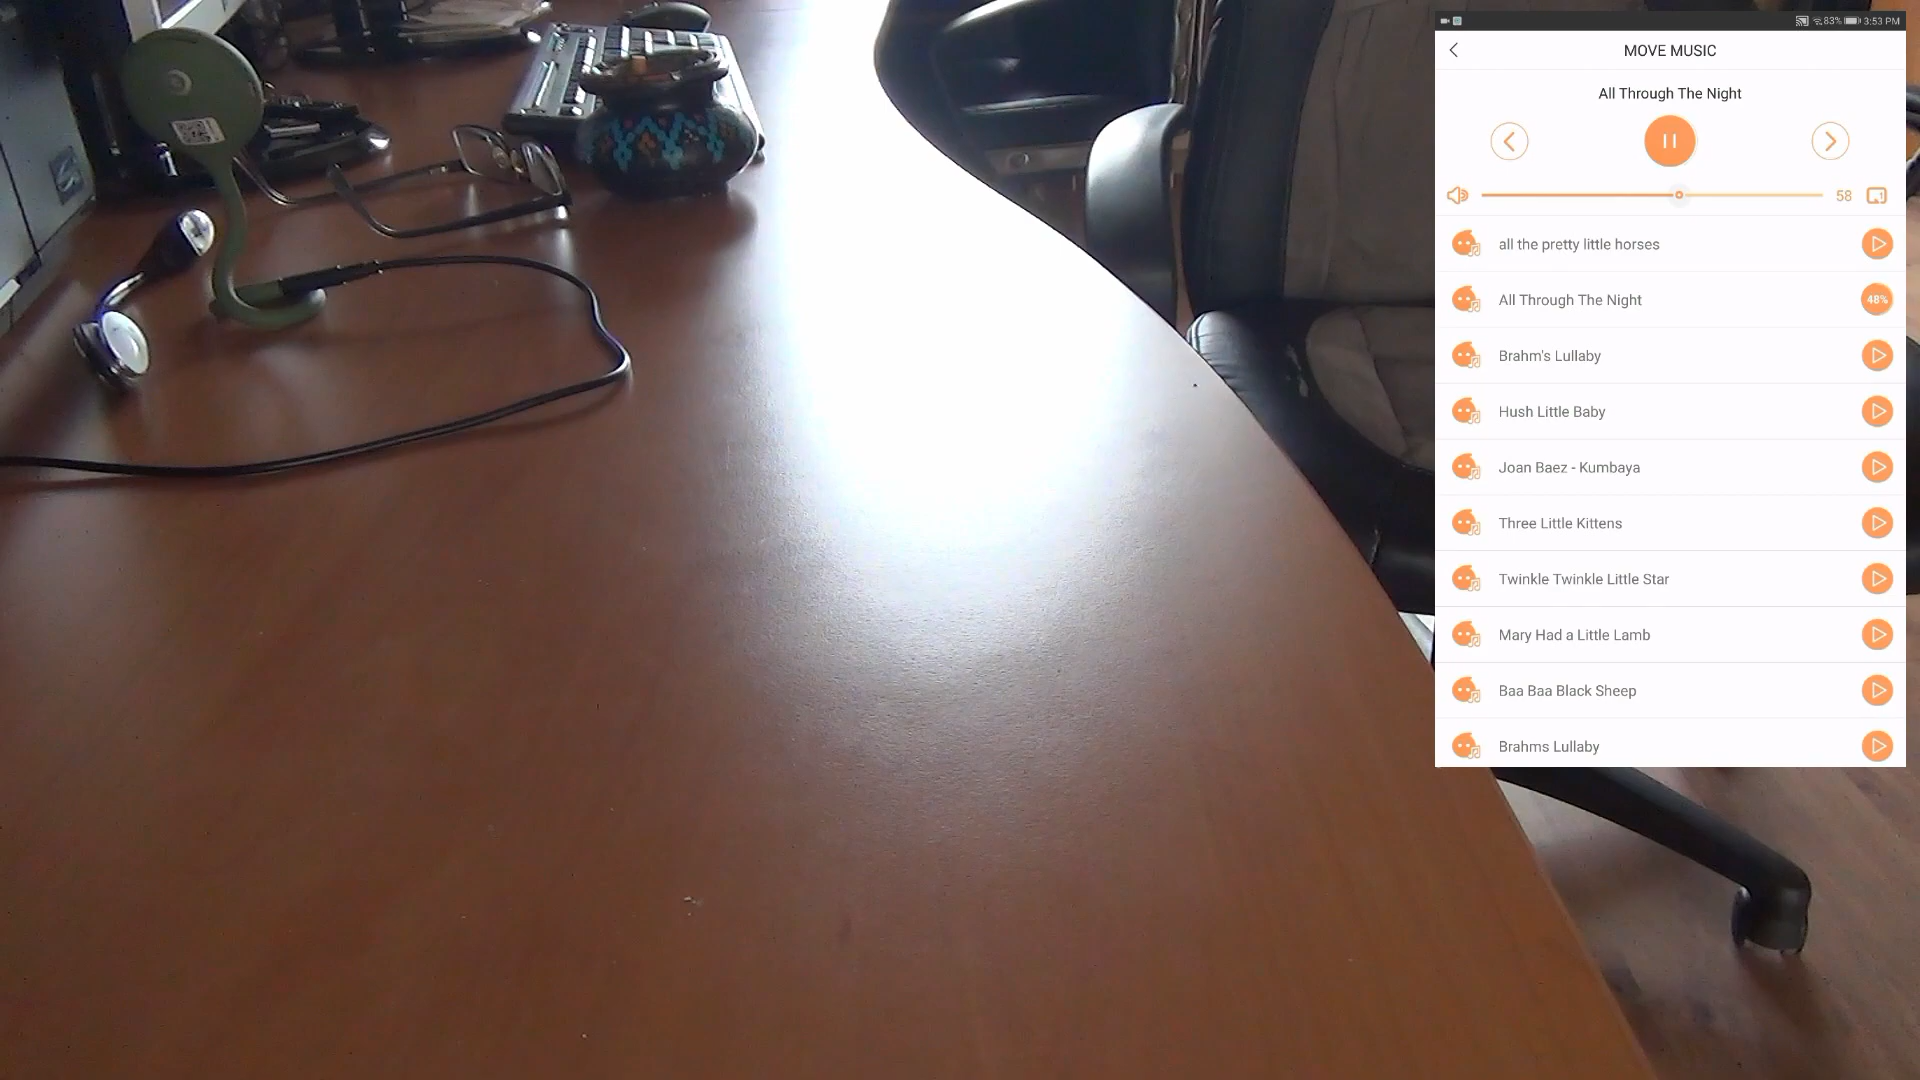 83% 3:53 PM
MOVE MUSIC
All Through The Night
58
1
all the pretty little horses
All Through The Night
48%
Brahm's Lullaby
Hush Little Baby
Joan Baez - Kumbaya
Three Little Kittens
Twinkle Twinkle Little Star
Mary Had a Little Lamb
Baa Baa Black Sheep
Brahms Lullaby